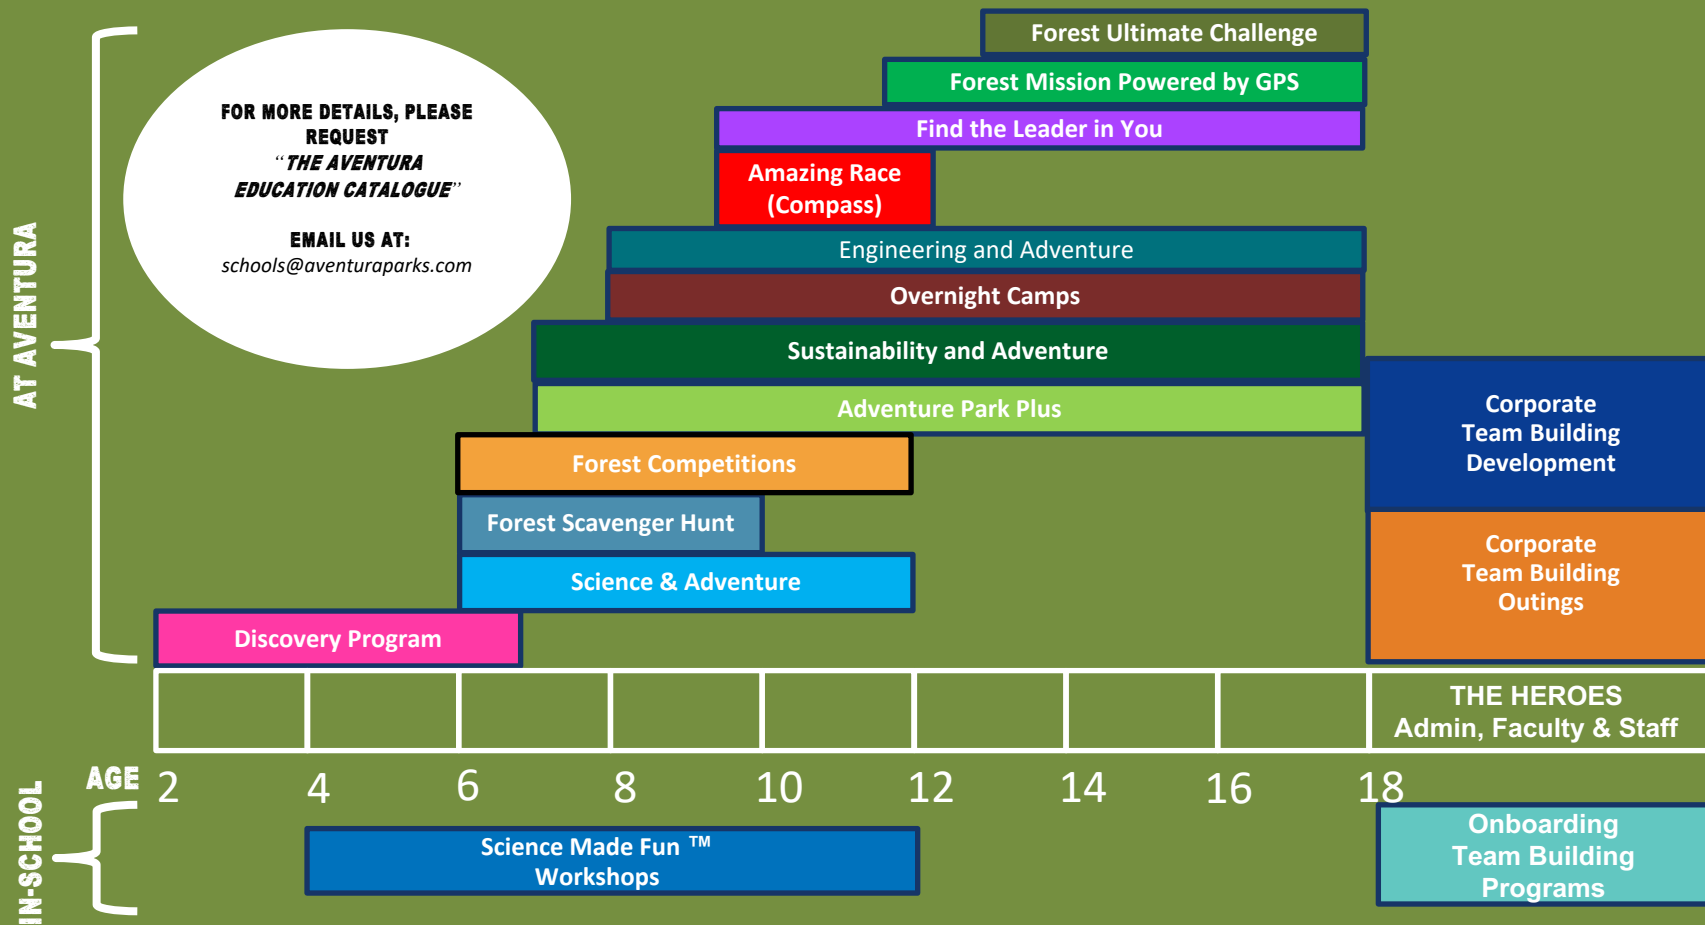 Forest Ultimate Challenge
Forest Mission Powered by GPS
Find the Leader in You
Amazing Race
(Compass)
Engineering and Adventure
Overnight Camps
Sustainability and Adventure
Adventure Park Plus
Forest Competitions
Forest Scavenger Hunt
Science & Adventure
Discovery Program
FOR MORE DETAILS, PLEASE
REQUEST
“THE AVENTURA
EDUCATION CATALOGUE”
EMAIL US AT:
schools@aventuraparks.com
AT AVENTURA
Corporate
Team Building
Development
Corporate
Team Building
Outings
THE HEROES
Admin, Faculty & Staff
AGE 2 4 6 8 10 12 14 16 18
IN-SCHOOL
Science Made Fun ™
Workshops
Onboarding
Team Building
Programs